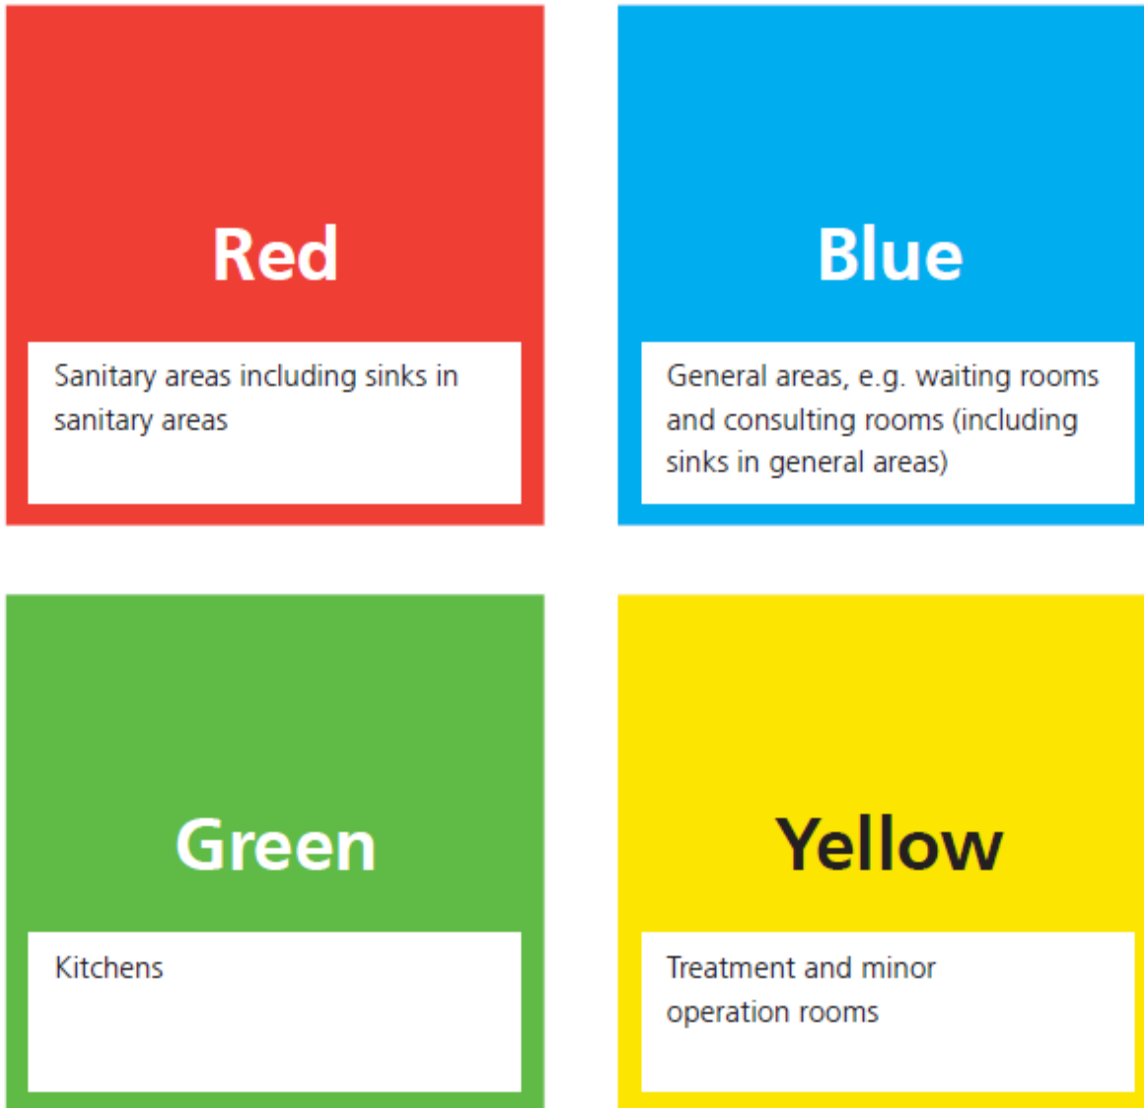 Red
Sanitary areas including sinks in
sanitary areas
Blue
General areas, e.g. waiting rooms
and consulting rooms (including
sinks in general areas)
Green
Kitchens
Yellow
Treatment and minor
operation rooms